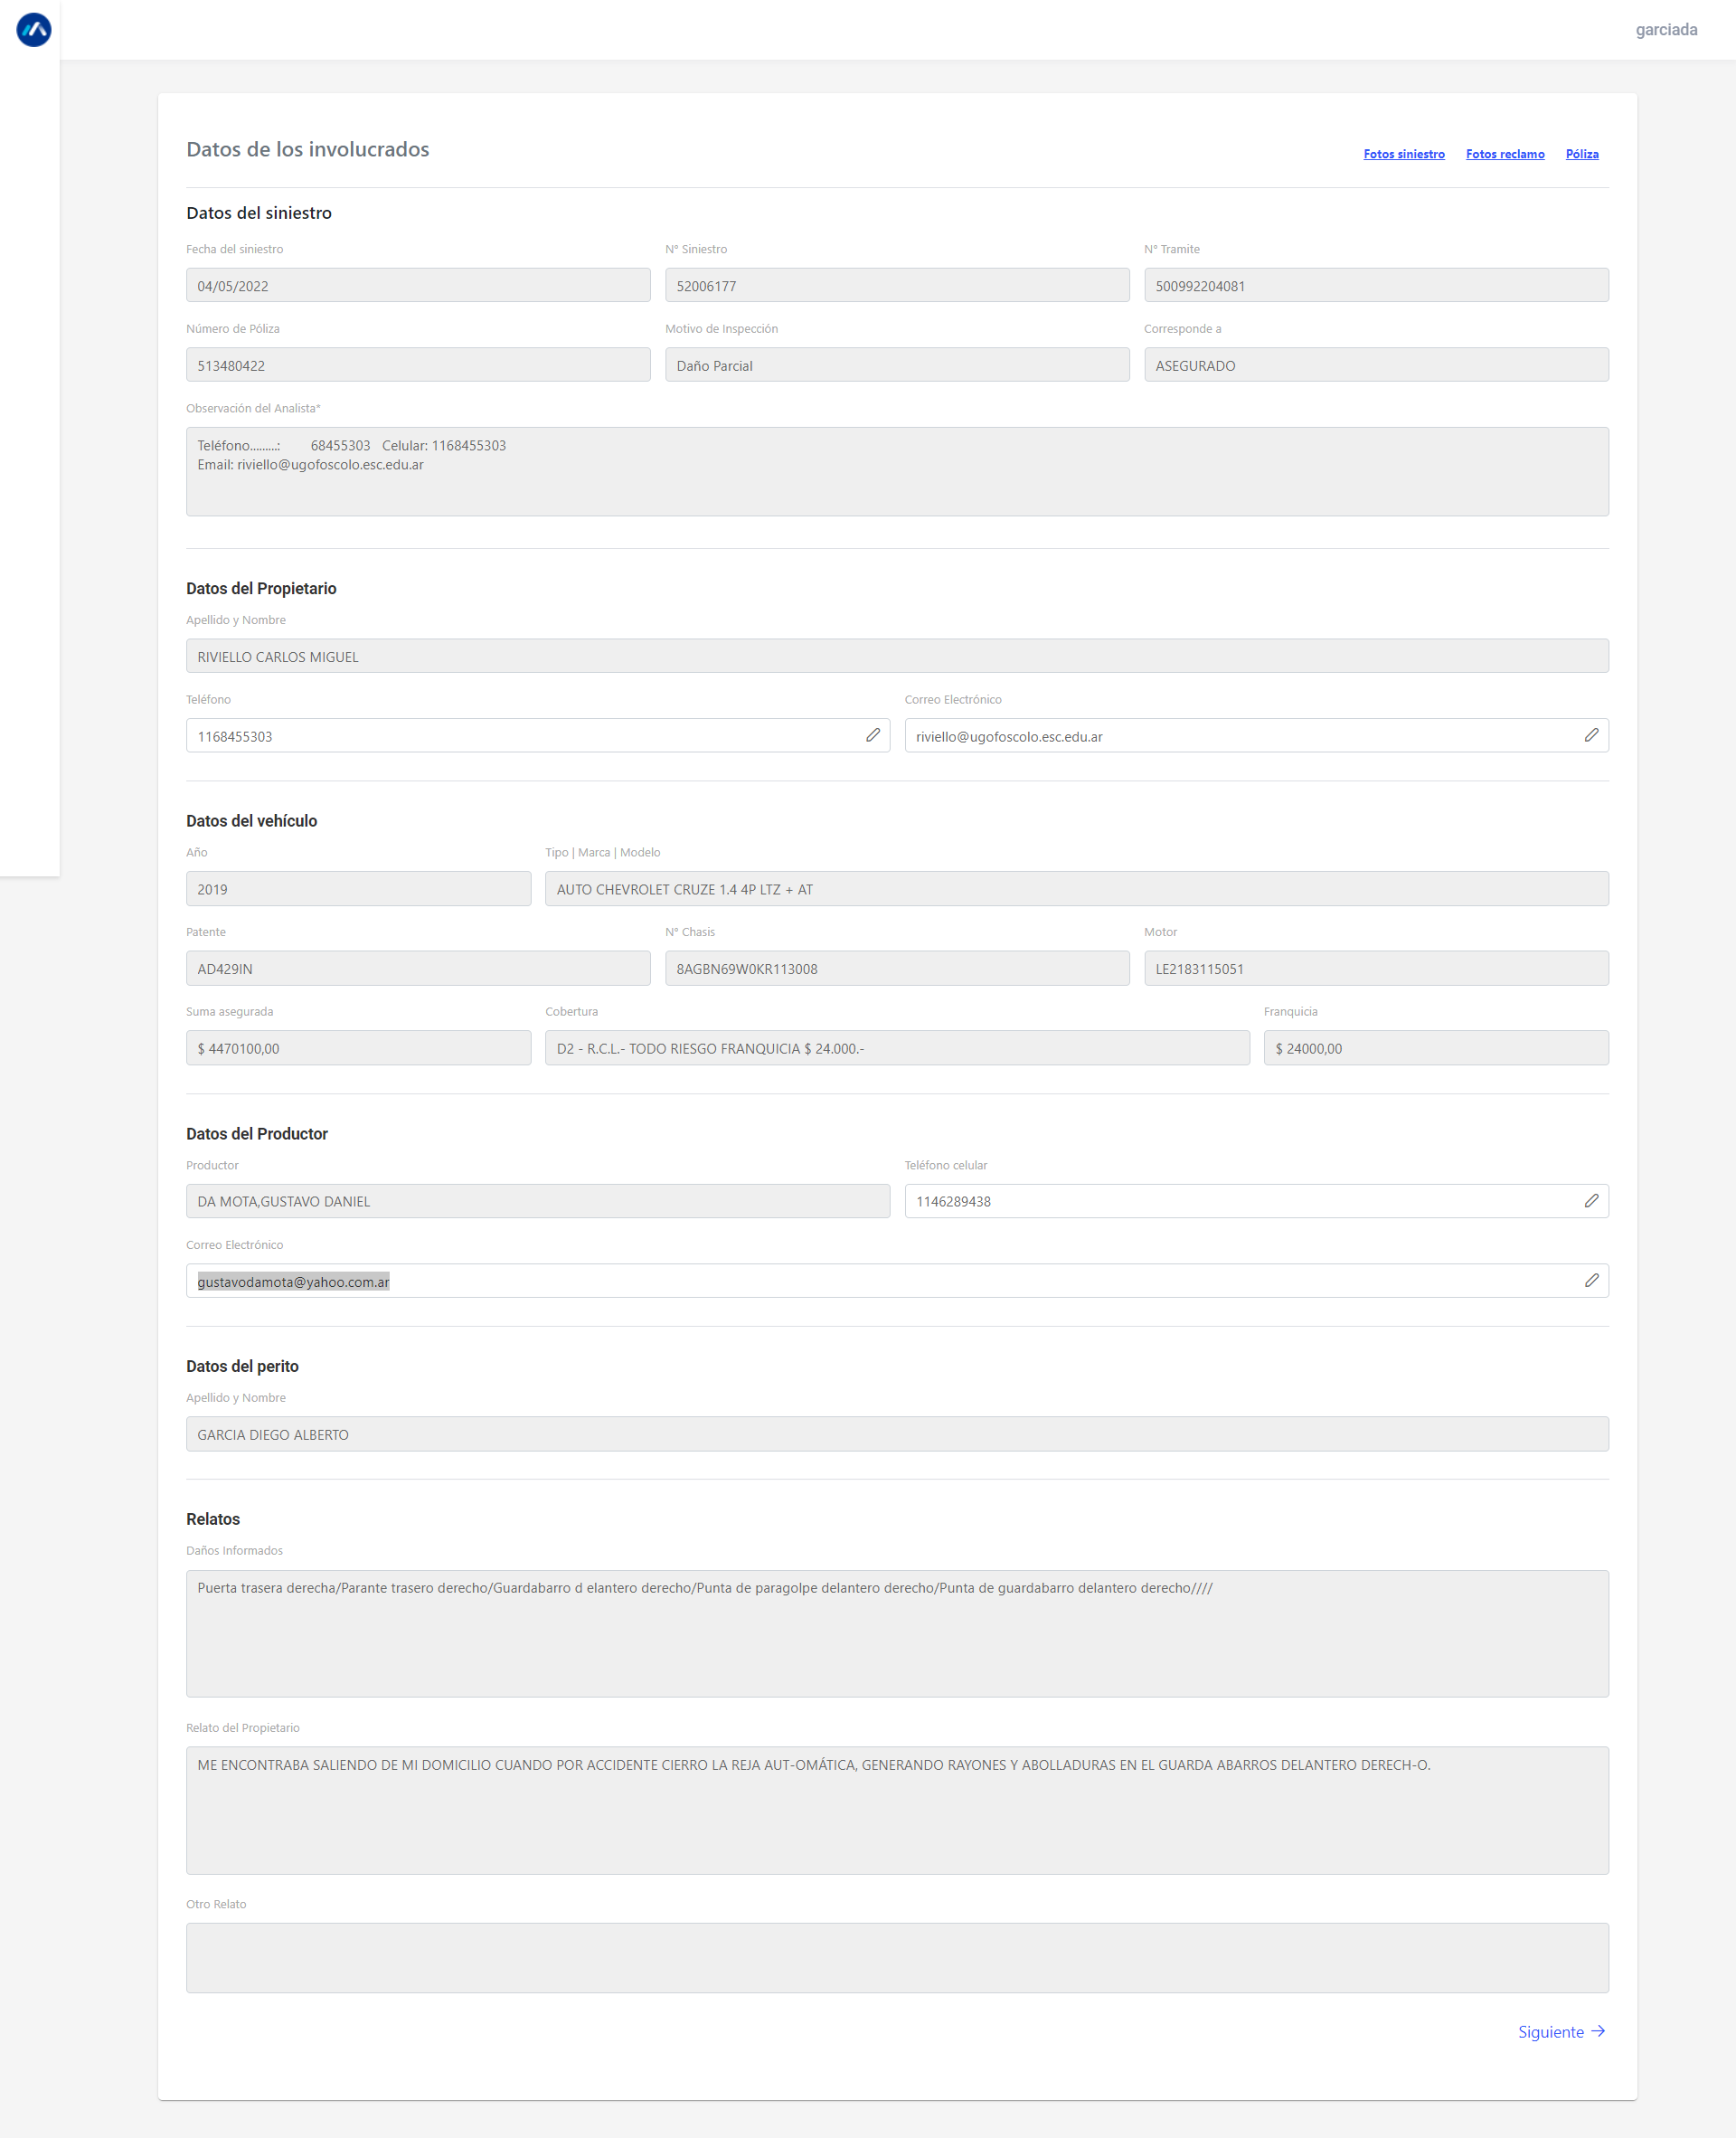 garciada
Datos de los involucrados
Fotos siniestro Fotos reclamo Póliza
Datos del siniestro
Fecha del siniestro N° Siniestro N° Tramite
04/05/2022 52006177 500992204081
Número de Póliza Motivo de Inspección Corresponde a
513480422 Daño Parcial ASEGURADO
Observación del Analista*
Teléfono.........: 68455303 Celular: 1168455303
Email: riviello@ugofoscolo.esc.edu.ar
Datos del Propietario
Apellido y Nombre
RIVIELLO CARLOS MIGUEL
Teléfono Correo Electrónico
1168455303 riviello@ugofoscolo.esc.edu.ar
Datos del vehículo
Año Tipo | Marca | Modelo
2019 AUTO CHEVROLET CRUZE 1.4 4P LTZ + AT
Patente N° Chasis Motor
AD429IN 8AGBN69W0KR113008 LE2183115051
Suma asegurada Cobertura Franquicia
$ 4470100,00 D2 - R.C.L.- TODO RIESGO FRANQUICIA $ 24.000.- $ 24000,00
Datos del Productor
Productor Teléfono celular
DA MOTA,GUSTAVO DANIEL 1146289438
Correo Electrónico
gustavodamota@yahoo.com.ar
Datos del perito
Apellido y Nombre
GARCIA DIEGO ALBERTO
Relatos
Daños Informados
Puerta trasera derecha/Parante trasero derecho/Guardabarro d elantero derecho/Punta de paragolpe delantero derecho/Punta de guardabarro delantero derecho////
Relato del Propietario
ME ENCONTRABA SALIENDO DE MI DOMICILIO CUANDO POR ACCIDENTE CIERRO LA REJA AUT-OMÁTICA, GENERANDO RAYONES Y ABOLLADURAS EN EL GUARDA ABARROS DELANTERO DERECH-O.
Otro Relato
Siguiente →